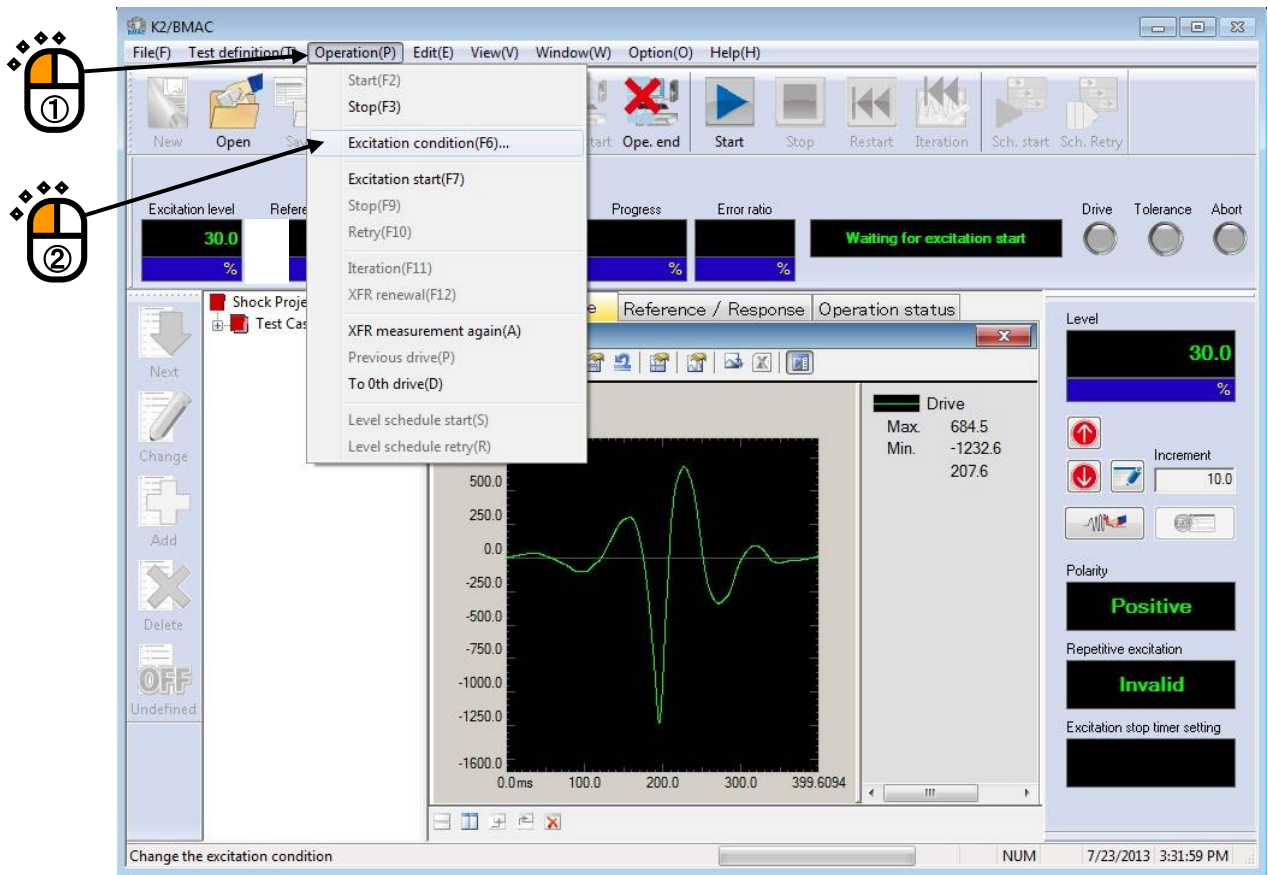 K2/BMAC
File(F) Test definition(T) Operation(P) Edit(E) View(V) Window(W) Option(O) Help(H)
①
②
New Open Ope. end Start Stop Restart Iteration Sch. start Sch. Retry
Start(F2)
Stop(F3)
Excitation condition(F6)...
Excitation start(F7)
Stop(F9)
Retry(F10)
Iteration(F11)
XFR renewal(F12)
XFR measurement again(A)
Previous drive(P)
To 0th drive(D)
Level schedule start(S)
Level schedule retry(R)
Excitation level Progress Error ratio Drive Tolerance Abort
30.0 Waiting for excitation start
% % %
Shock Proje
Test Cas
Reference / Response Operation status
Next
Change
Add
Delete
OFF
Undefined
Drive
Max. 684.5
Min. -1232.6
207.6
500.0
250.0
0.0
-250.0
-500.0
-750.0
-1000.0
-1250.0
-1600.0
0.0ms 100.0 200.0 300.0 399.6094
Level
30.0
%
Increment
10.0
Polarity
Positive
Repetitive excitation
Invalid
Excitation stop timer setting
Change the excitation condition NUM 7/23/2013 3:31:59 PM